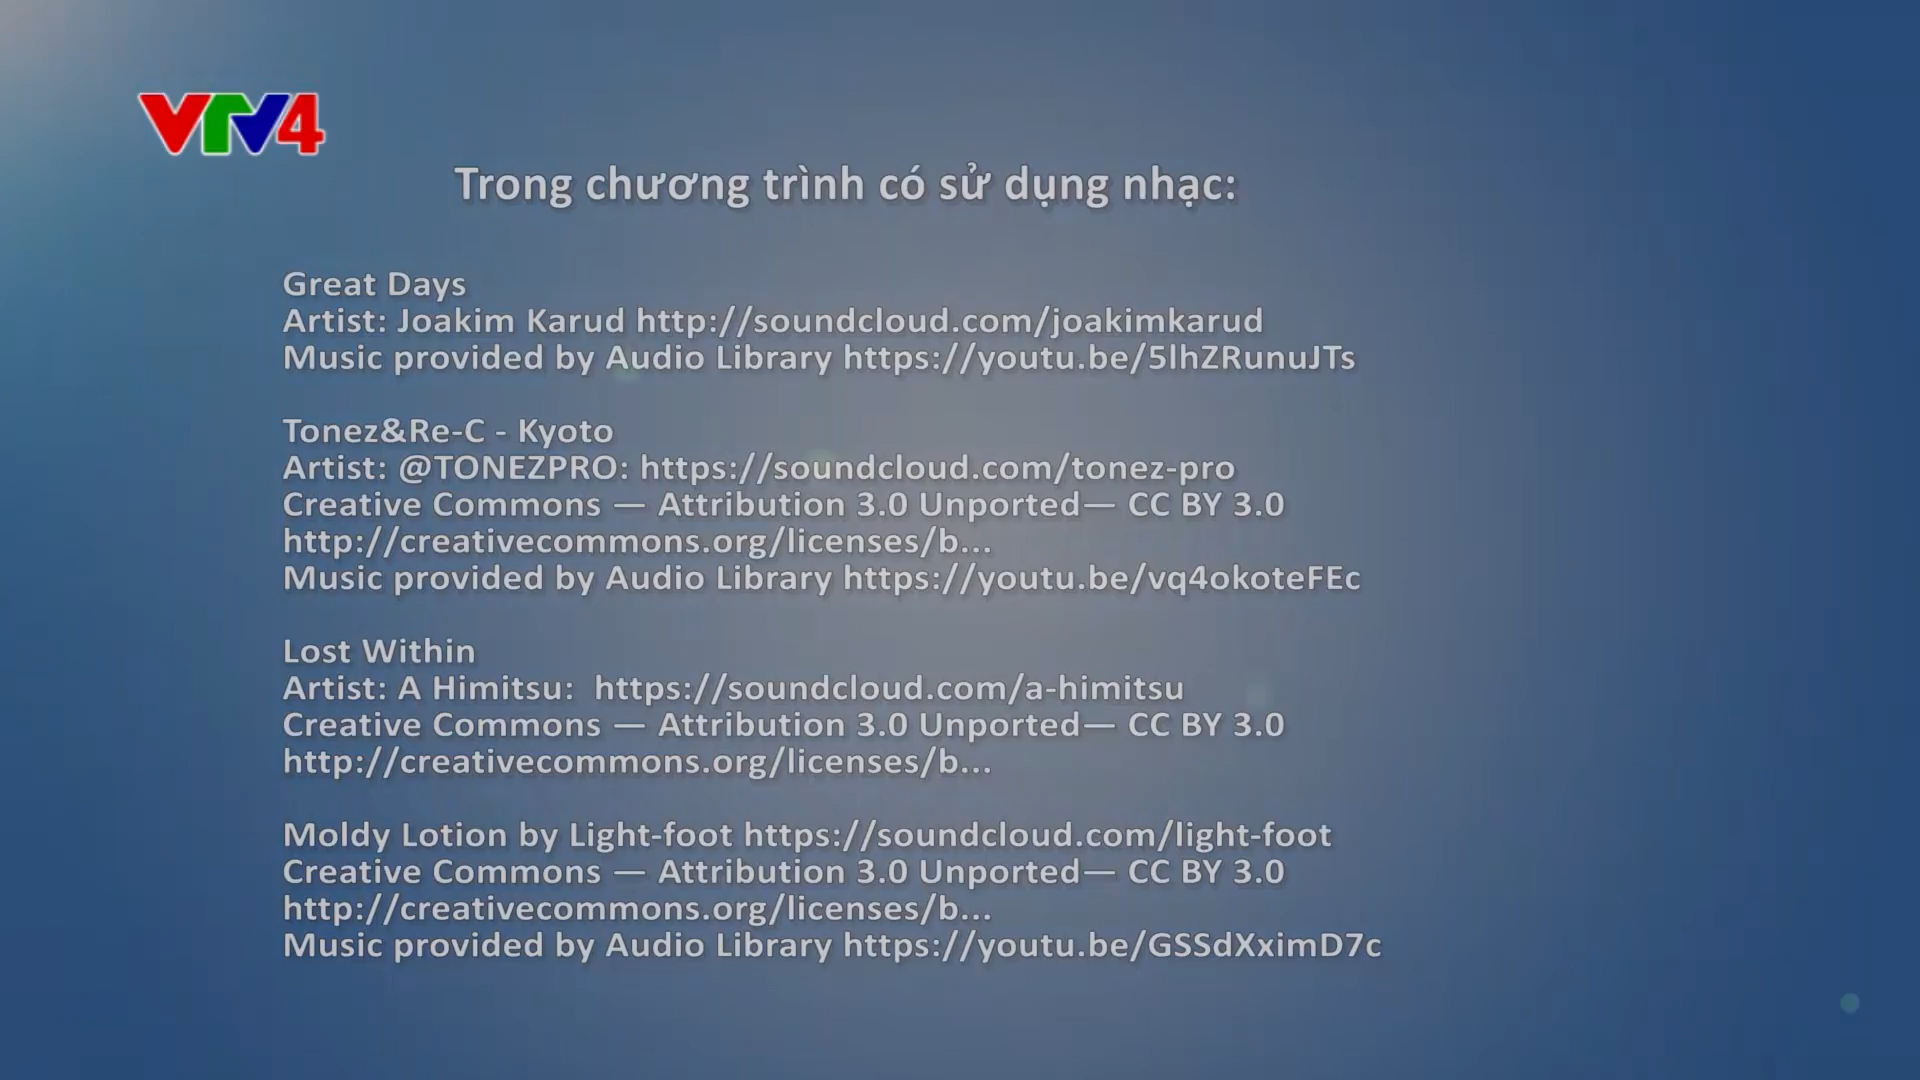 VTV4
Trong chương trình có sử dụng nhạc:
Great Days
Artist: Joakim Karud http://soundcloud.com/joakimkarud
Music provided by Audio Library https://youtu.be/5lhZRunuJTs
Tonez&Re-C - Kyoto
Artist: @TONEZPRO: https://soundcloud.com/tonez-pro
Creative Commons — Attribution 3.0 Unported— CC BY 3.0
http://creativecommons.org/licenses/b...
Music provided by Audio Library https://youtu.be/vq4okoteFEc
Lost Within
Artist: A Himitsu:  https://soundcloud.com/a-himitsu
Creative Commons — Attribution 3.0 Unported— CC BY 3.0
http://creativecommons.org/licenses/b...
Moldy Lotion by Light-foot https://soundcloud.com/light-foot
Creative Commons — Attribution 3.0 Unported— CC BY 3.0
http://creativecommons.org/licenses/b...
Music provided by Audio Library https://youtu.be/GSSdXximD7c